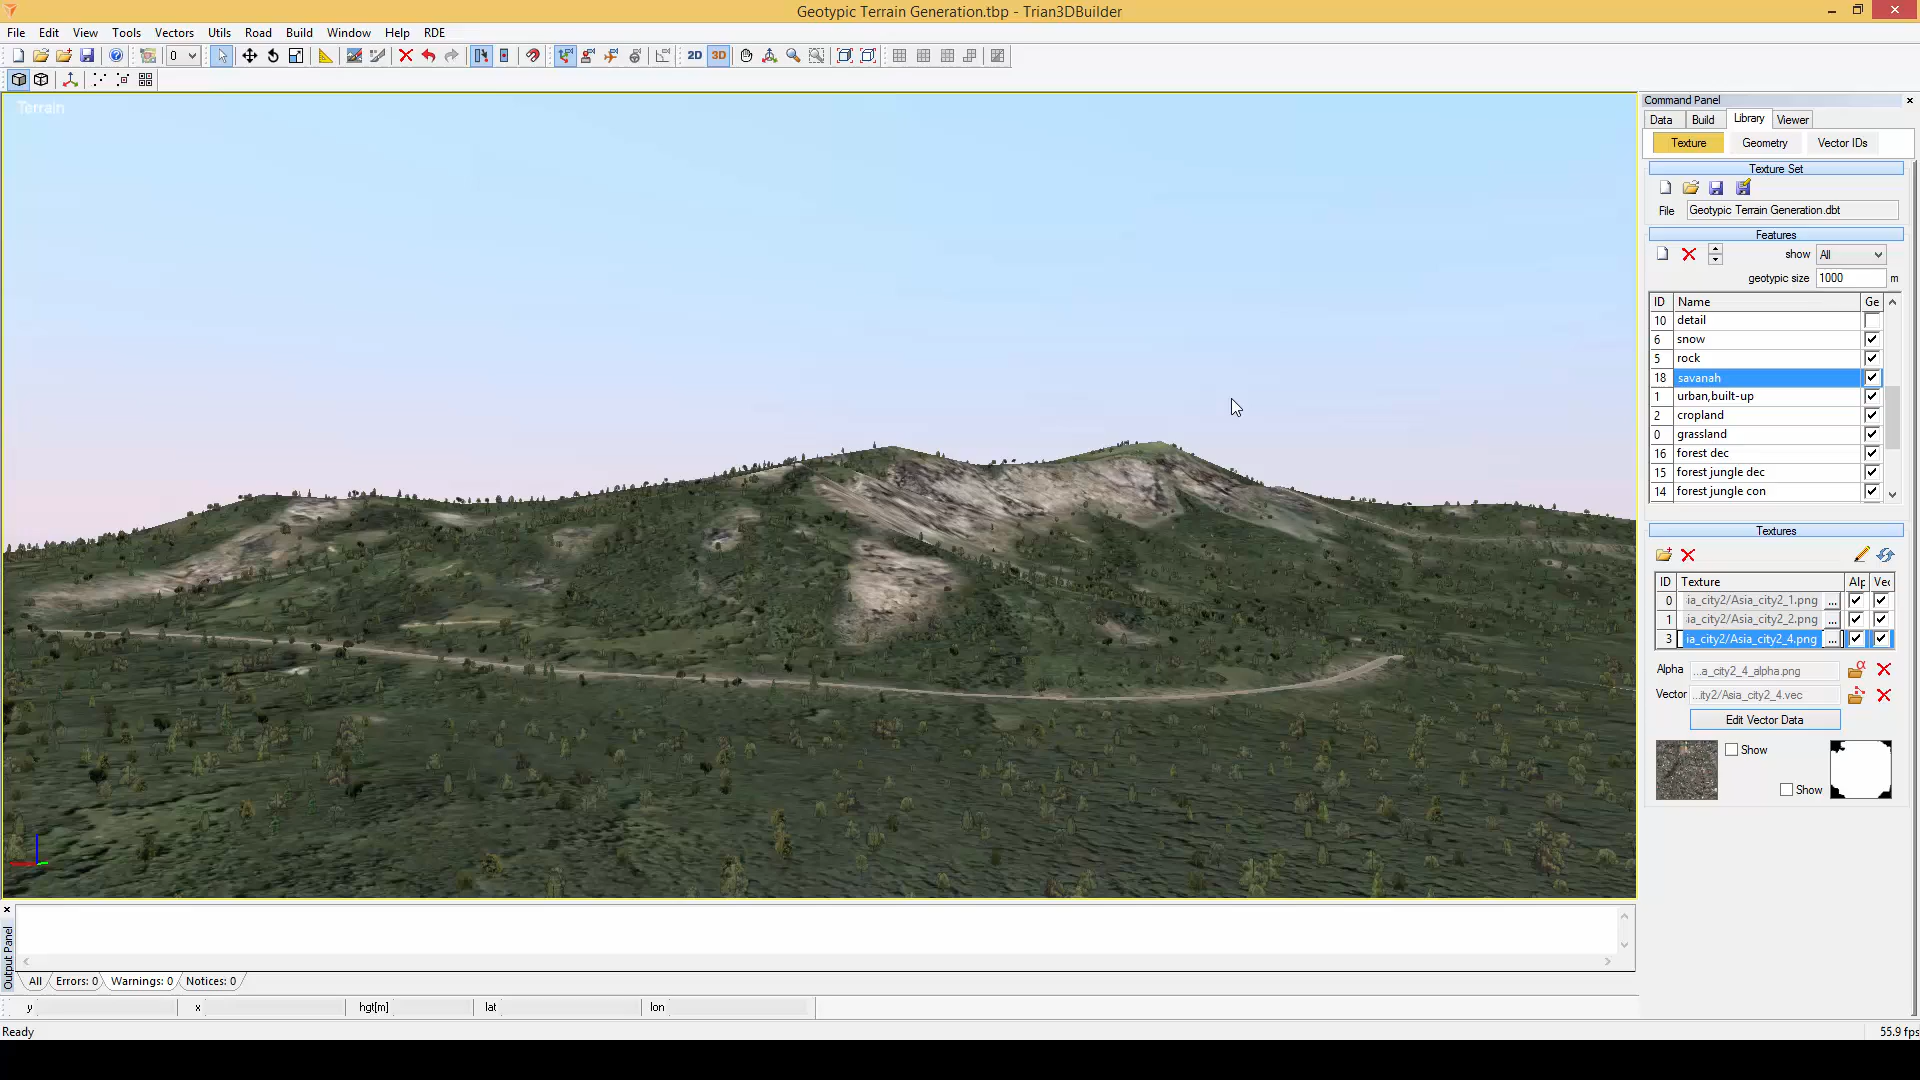 Geotypic Terrain Generation.tbp - Trian3DBuilder
File Edit View Tools Vectors Utils Road Build Window Help RDE
0 2D 3D
Terrain
Command Panel
Data Build Library Viewer
Texture Geometry Vector IDs
Texture Set
File Geotypic Terrain Generation.dbt
Features
show All
geotypic size 1000 m
ID Name Ge
10 detail
6 snow
5 rock
18 savanah
1 urban,built-up
2 cropland
0 grassland
16 forest dec
15 forest jungle dec
14 forest jungle con
Textures
ID Texture Alp Vec
0 ia_city2/Asia_city2_1.png ...
1 ia_city2/Asia_city2_2.png ...
3 ia_city2/Asia_city2_4.png ...
Alpha ...a_city2_4_alpha.png
Vector ...ity2/Asia_city2_4.vec
Edit Vector Data
Show
Show
Output Panel
All Errors: 0 Warnings: 0 Notices: 0
y x hgt[m] lat lon
Ready 55.9 fps